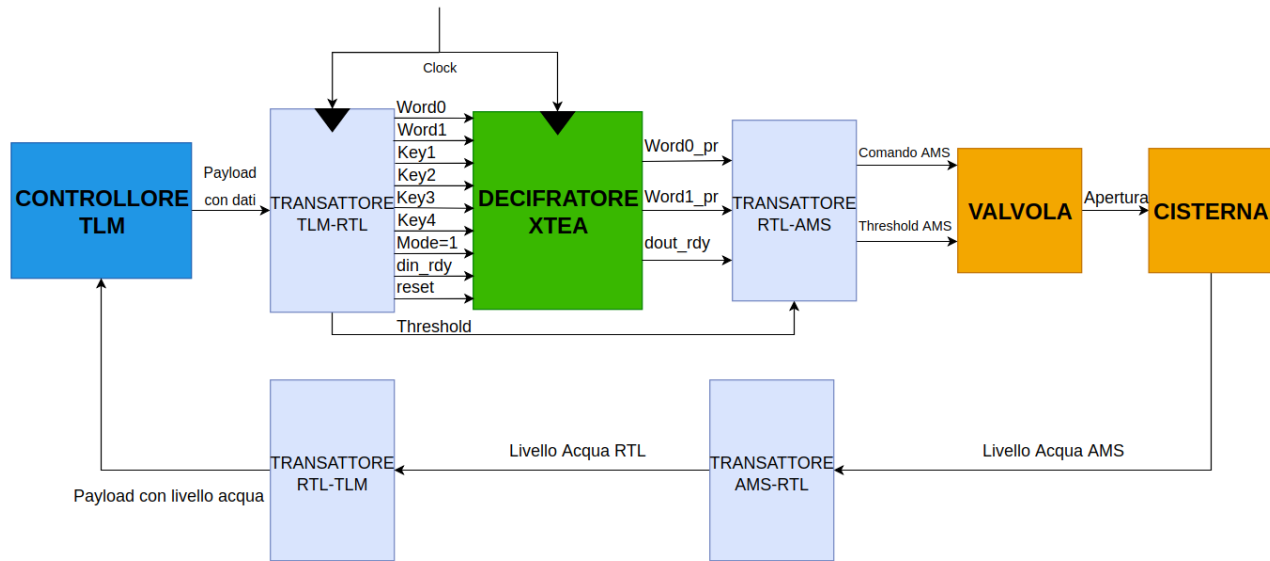 Clock
CONTROLLORE
TLM
Payload
con dati
TRANSATTORE
TLM-RTL
Word0
Word1
Key1
Key2
Key3
Key4
Mode=1
din_rdy
reset
Threshold
DECIFRATORE
XTEA
Word0_pr
Word1_pr
dout_rdy
TRANSATTORE
RTL-AMS
Comando AMS
Threshold AMS
VALVOLA
Apertura
CISTERNA
Payload con livello acqua
TRANSATTORE
RTL-TLM
Livello Acqua RTL
TRANSATTORE
AMS-RTL
Livello Acqua AMS